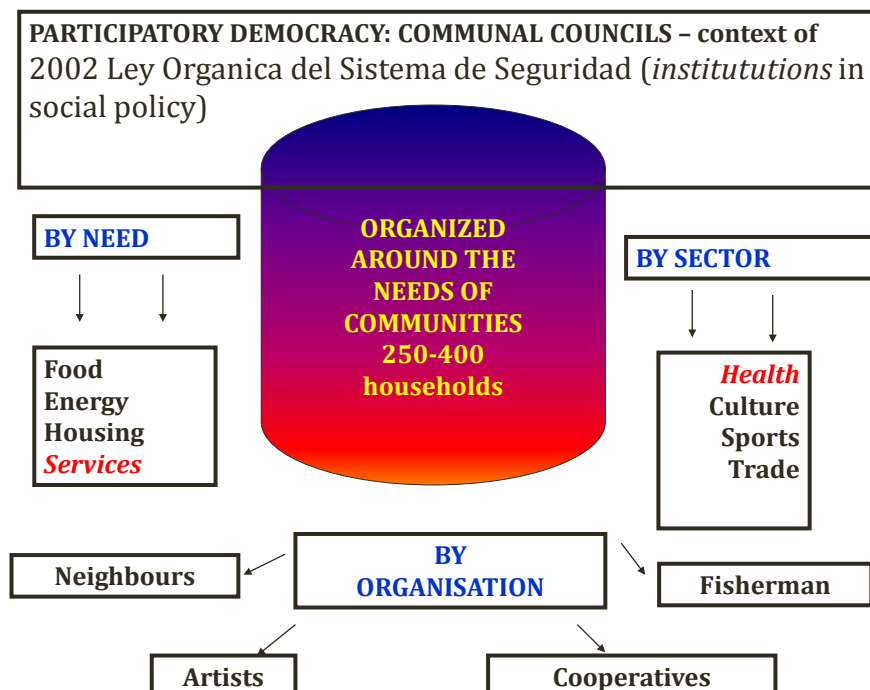 PARTICIPATORY DEMOCRACY: COMMUNAL COUNCILS – context of
2002 Ley Organica del Sistema de Seguridad (institututions in
social policy)
BY NEED
Food
Energy
Housing
Services
ORGANIZED
AROUND THE
NEEDS OF
COMMUNITIES
250-400
households
BY SECTOR
Health
Culture
Sports
Trade
BY
ORGANISATION
Neighbours
Fisherman
Artists
Cooperatives